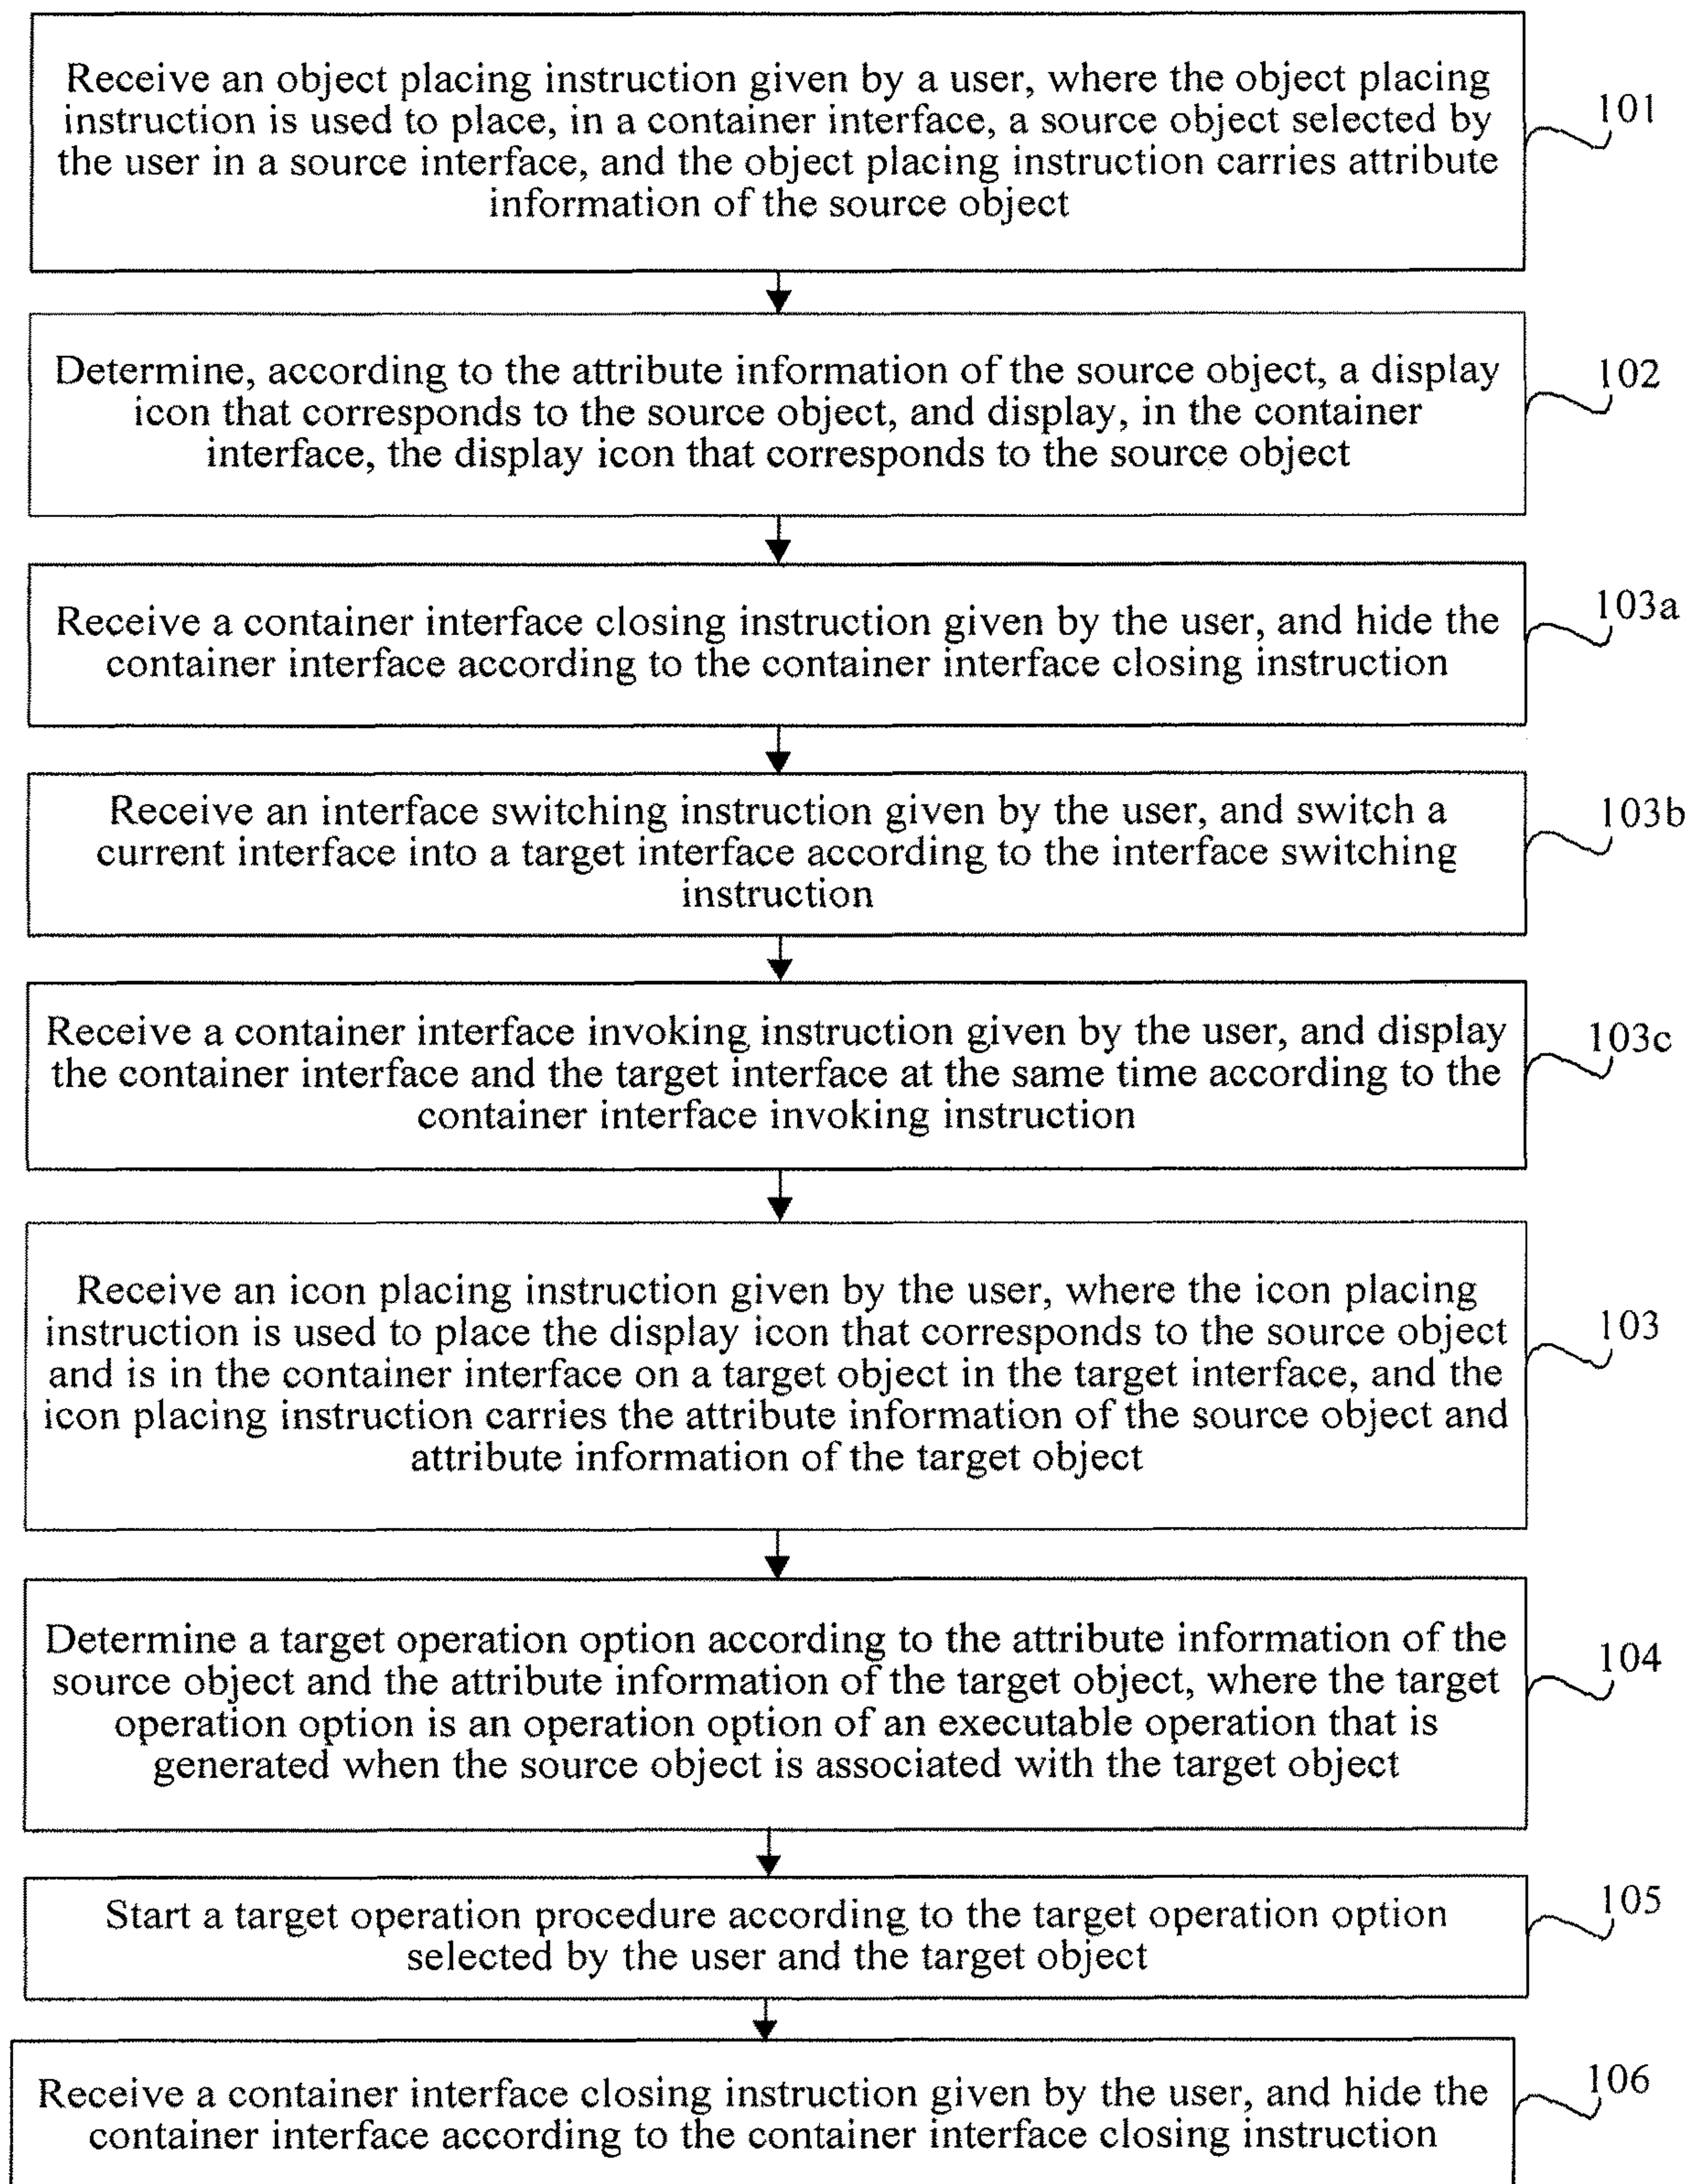 Receive an object placing instruction given by a user, where the object placing
instruction is used to place, in a container interface, a source object selected by
the user in a source interface, and the object placing instruction carries attribute
information of the source object
101
Determine, according to the attribute information of the source object, a display
icon that corresponds to the source object, and display, in the container
interface, the display icon that corresponds to the source object
102
Receive a container interface closing instruction given by the user, and hide the
container interface according to the container interface closing instruction
103a
Receive an interface switching instruction given by the user, and switch a
current interface into a target interface according to the interface switching
instruction
103b
Receive a container interface invoking instruction given by the user, and display
the container interface and the target interface at the same time according to the
container interface invoking instruction
103c
Receive an icon placing instruction given by the user, where the icon placing
instruction is used to place the display icon that corresponds to the source object
and is in the container interface on a target object in the target interface, and the
icon placing instruction carries the attribute information of the source object and
attribute information of the target object
103
Determine a target operation option according to the attribute information of the
source object and the attribute information of the target object, where the target
operation option is an operation option of an executable operation that is
generated when the source object is associated with the target object
104
Start a target operation procedure according to the target operation option
selected by the user and the target object
105
Receive a container interface closing instruction given by the user, and hide the
container interface according to the container interface closing instruction
106